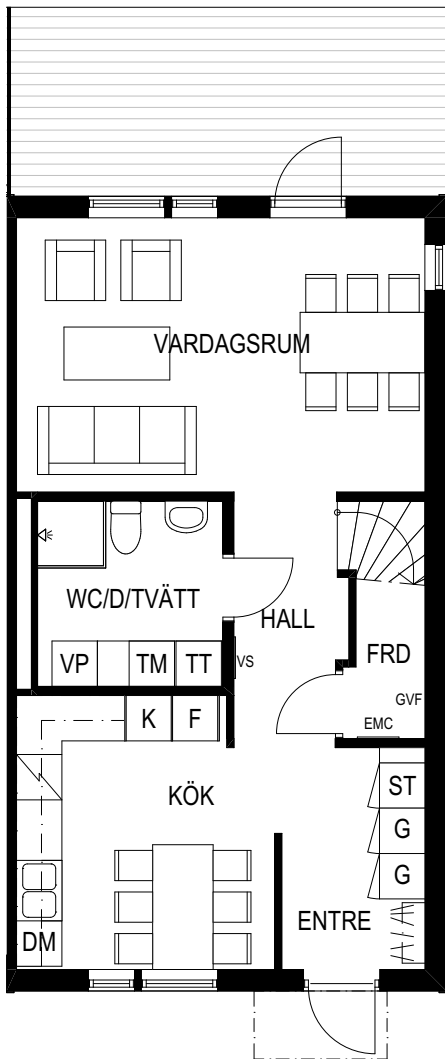 VARDAGSRUM
WC/D/TVÄTT
HALL
VP
TM
TT
VS
FRD
GVF
EMC
K
F
KÖK
ST
G
G
DM
ENTRE